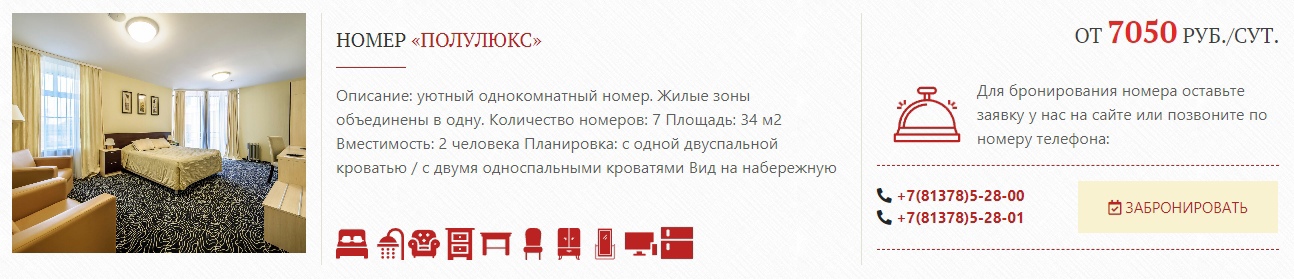 НОМЕР «ПОЛУЛЮКС»
Описание: уютный однокомнатный номер. Жилые зоны
объединены в одну. Количество номеров: 7 Площадь: 34 м2
Вместимость: 2 человека Планировка: с одной двуспальной
кроватью / с двумя односпальными кроватями Вид на набережную
ОТ 7050 РУБ./СУТ.
Для бронирования номера оставьте
заявку у нас на сайте или позвоните по
номеру телефона:
+7(81378)5-28-00
+7(81378)5-28-01
ЗАБРОНИРОВАТЬ